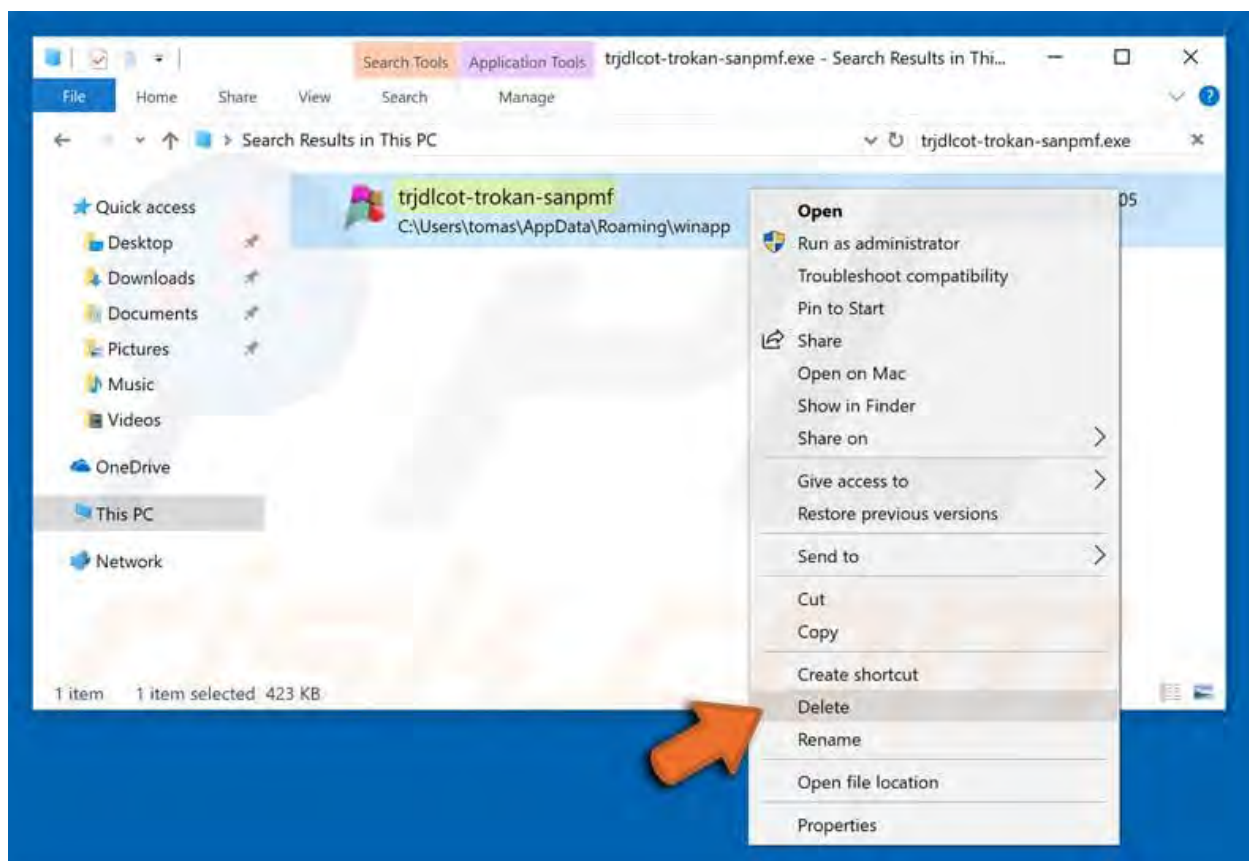 Search Tools Application Tools trjdlcot-trokan-sanpmf.exe - Search Results in Thi...
File Home Share View Search Manage
Search Results in This PC trjdlcot-trokan-sanpmf.exe
Quick access
Desktop
Downloads
Documents
Pictures
Music
Videos
OneDrive
This PC
Network
trjdlcot-trokan-sanpmf
C:\Users\tomas\AppData\Roaming\winapp
05
Open
Run as administrator
Troubleshoot compatibility
Pin to Start
Share
Open on Mac
Show in Finder
Share on
Give access to
Restore previous versions
Send to
Cut
Copy
Create shortcut
Delete
Rename
Open file location
Properties
1 item 1 item selected 423 KB